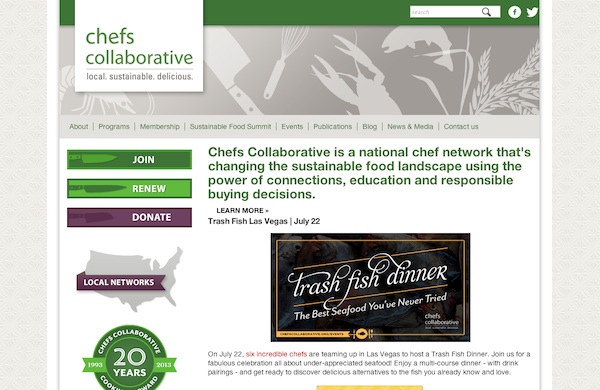 search
chefs
collaborative
local. sustainable. delicious.
About | Programs | Membership | Sustainable Food Summit | Events | Publications | Blog | News & Media | Contact us
JOIN
RENEW
DONATE
LOCAL NETWORKS
CHEFS COLLABORATIVE
1993 20 2013
YEARS
Chefs Collaborative is a national chef network that's
changing the sustainable food landscape using the
power of connections, education and responsible
buying decisions.
LEARN MORE »
Trash Fish Las Vegas | July 22
trash fish dinner
The Best Seafood You've Never Tried
CHEFSCOLLABORATIVE.ORG/EVENTS
chefs
collaborative
On July 22, six incredible chefs are teaming up in Las Vegas to host a Trash Fish Dinner. Join us for a
fabulous celebration all about under-appreciated seafood! Enjoy a multi-course dinner - with drink
pairings - and get ready to discover delicious alternatives to the fish you already know and love.